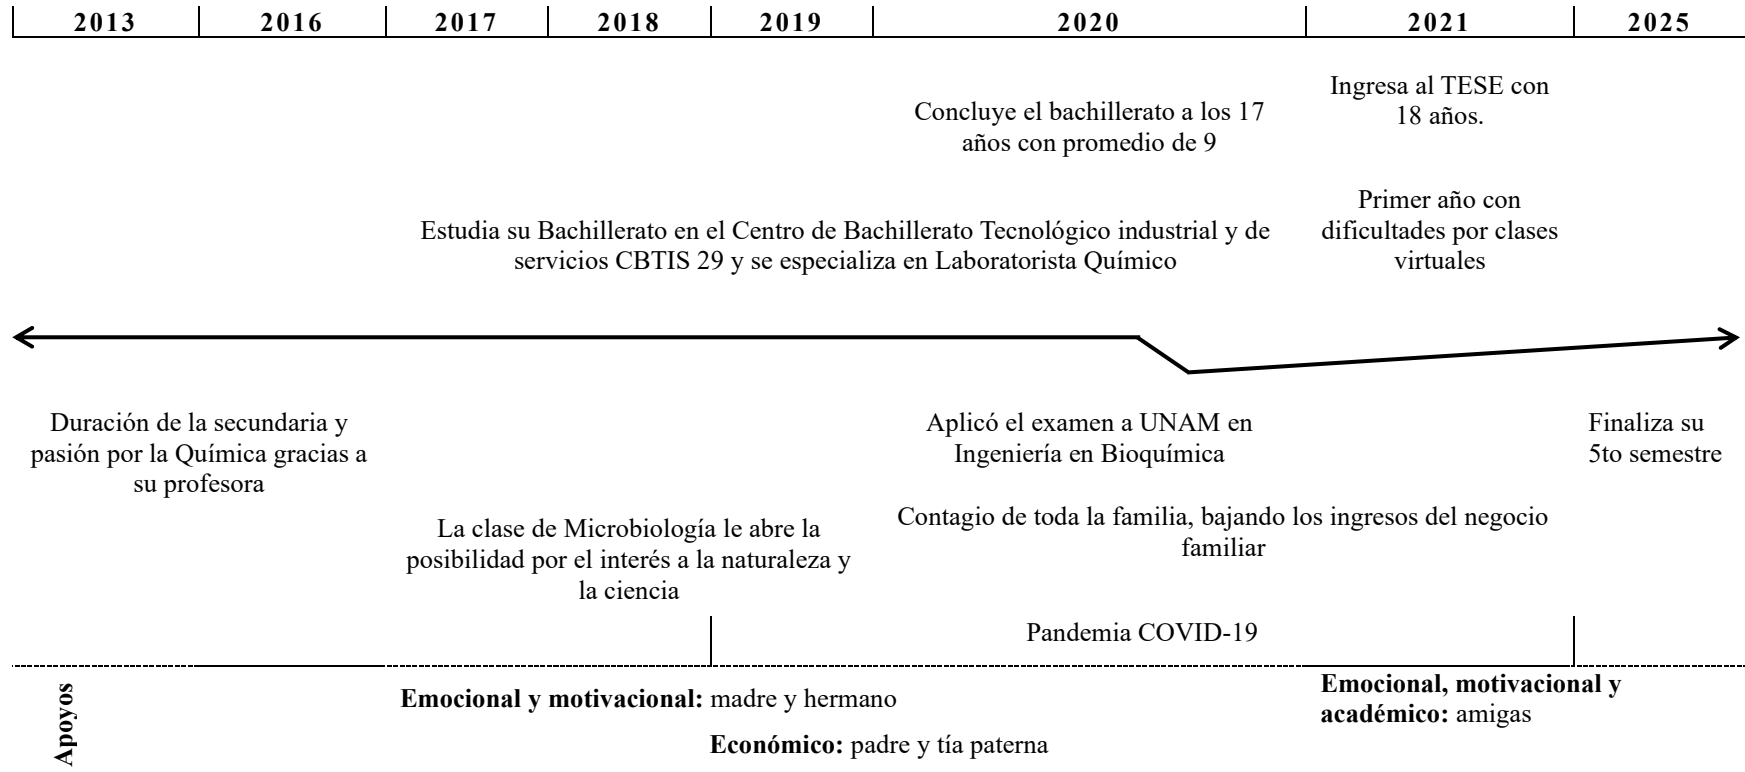 2013 2016 2017 2018 2019 2020 2021 2025
Ingresa al TESE con
18 años.
Concluye el bachillerato a los 17
años con promedio de 9
Primer año con
dificultades por clases
virtuales
Estudia su Bachillerato en el Centro de Bachillerato Tecnológico industrial y de
servicios CBTIS 29 y se especializa en Laboratorista Químico
Duración de la secundaria y
pasión por la Química gracias a
su profesora
Aplicó el examen a UNAM en
Ingeniería en Bioquímica
Finaliza su
5to semestre
La clase de Microbiología le abre la
posibilidad por el interés a la naturaleza y
la ciencia
Contagio de toda la familia, bajando los ingresos del negocio
familiar
Pandemia COVID-19
Apoyos
Emocional y motivacional: madre y hermano
Emocional, motivacional y
académico: amigas
Económico: padre y tía paterna